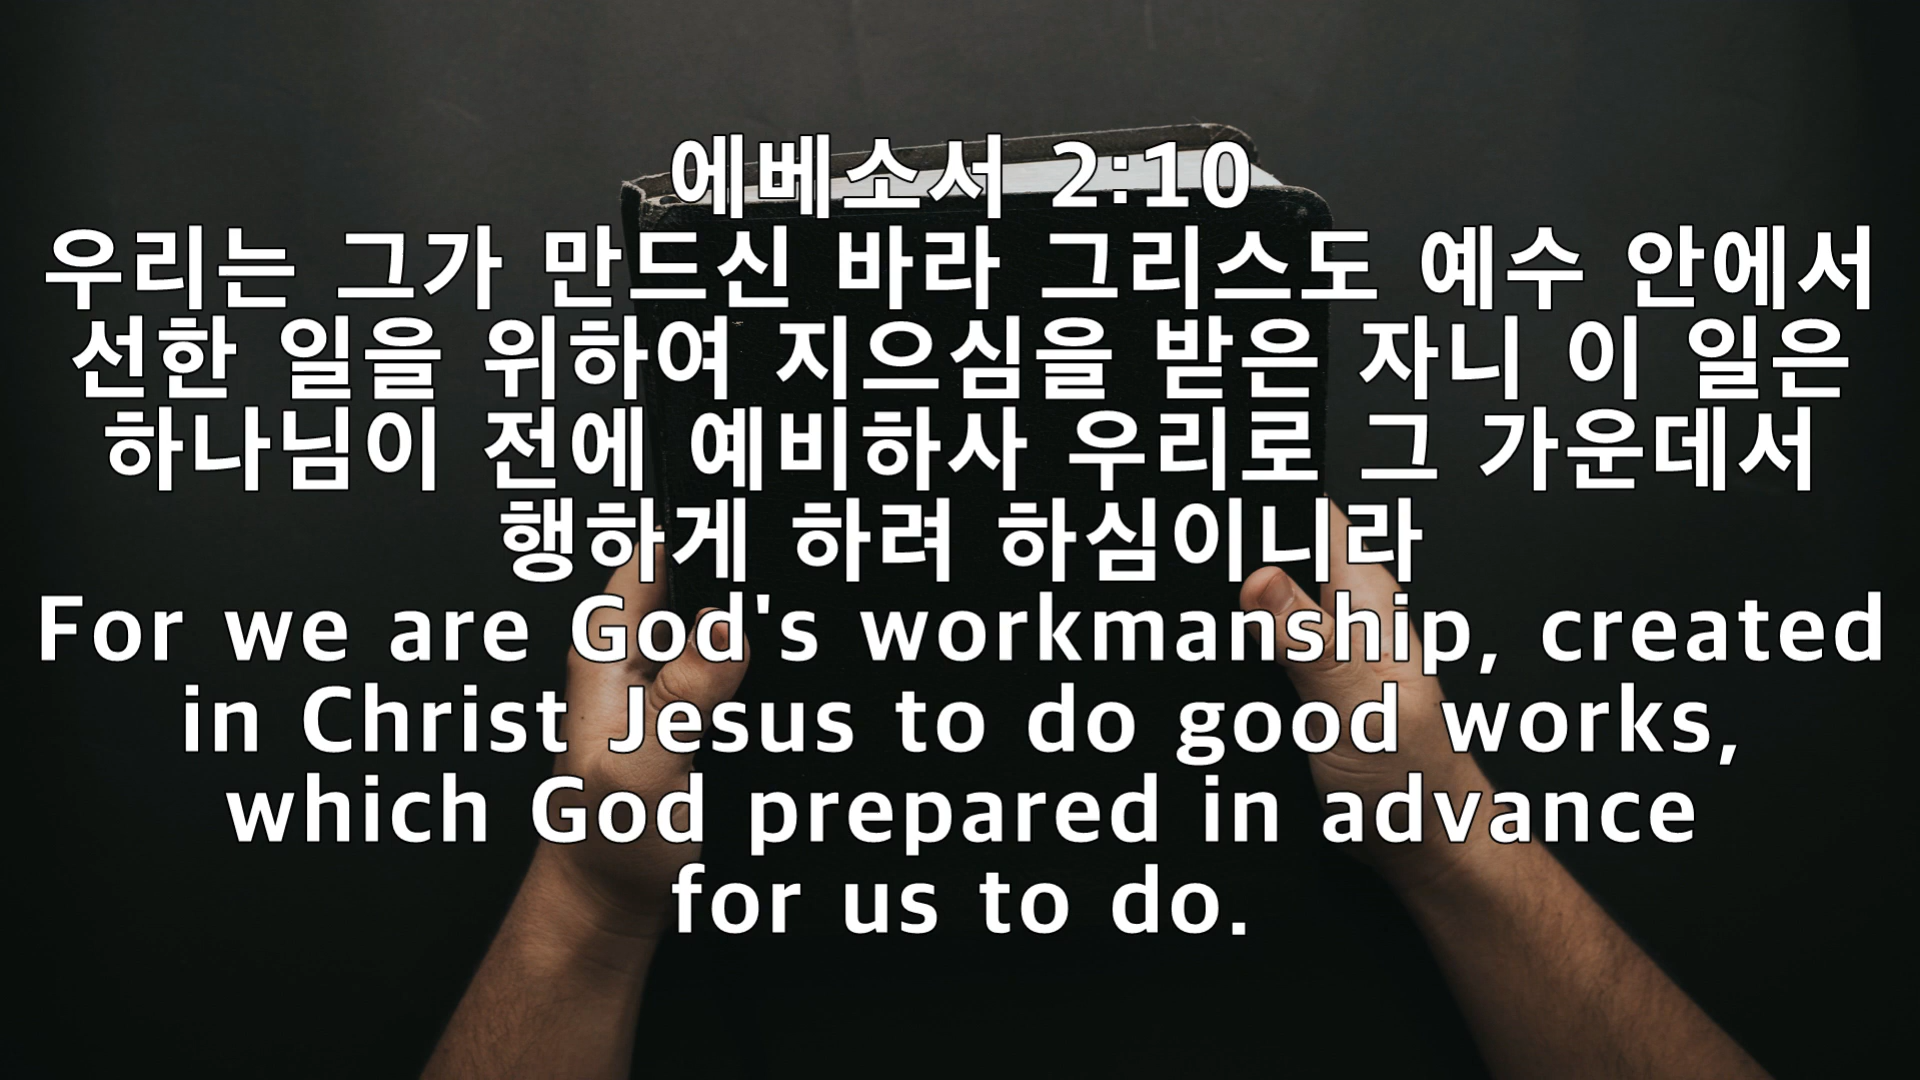 에베소서 2:10
우리는 그가 만드신 바라 그리스도 예수 안에서
선한 일을 위하여 지으심을 받은 자니 이 일은
하나님이 전에 예비하사 우리로 그 가운데서
행하게 하려 하심이니라
For we are God's workmanship, created
in Christ Jesus to do good works,
which God prepared in advance
for us to do.